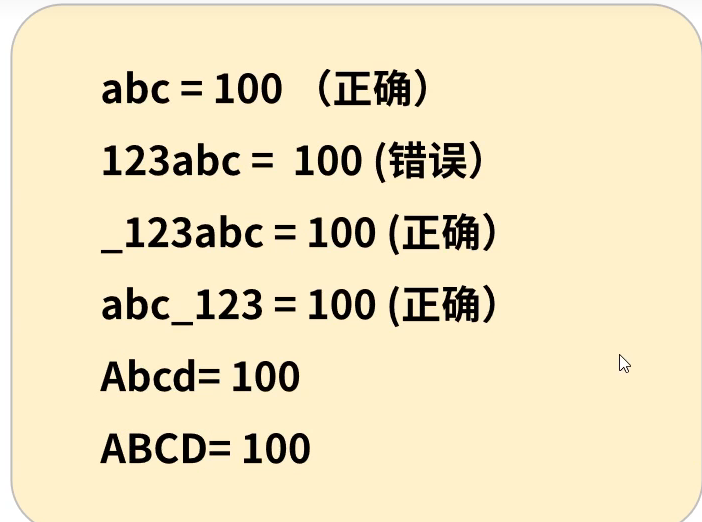 abc = 100 （正确）
123abc =  100 (错误）
_123abc = 100 (正确）
abc_123 = 100 (正确）
Abcd= 100
ABCD= 100